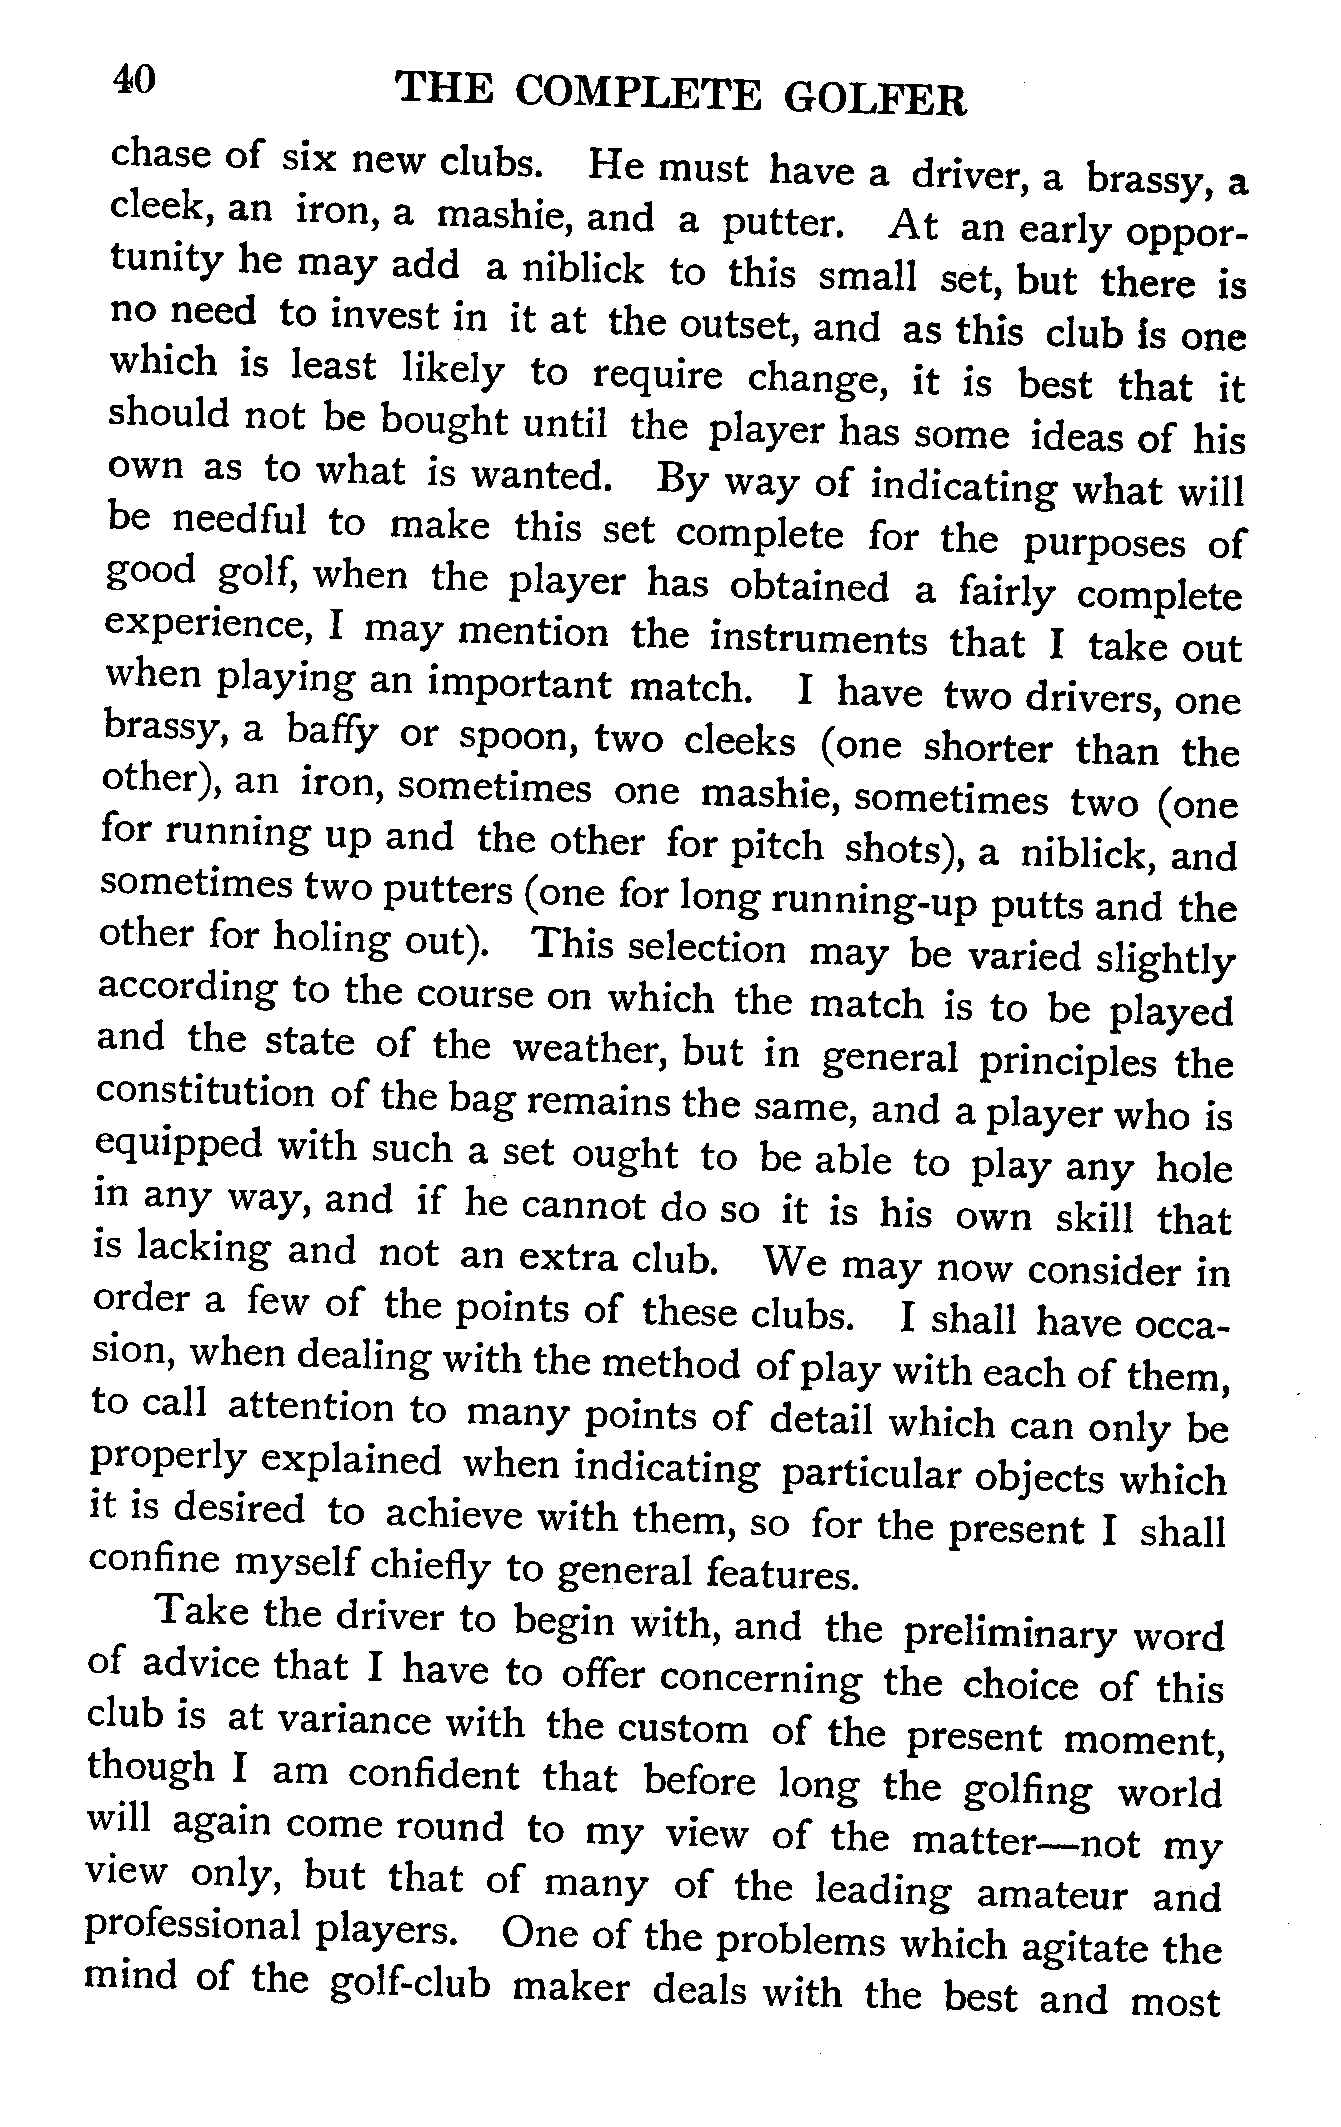 40 THE COMPLETE GOLFER
chase of six new clubs. He must have a driver, a brassy, a
cleek, an iron, a mashie, and a putter. At an early oppor-
tunity he may add a niblick to this small set, but there is
no need to invest in it at the outset, and as this club is one
which is least likely to require change, it is best that it
should not be bought until the player has some ideas of his
own as to what is wanted. By way of indicating what will
be needful to make this set complete for the purposes of
good golf, when the player has obtained a fairly complete
experience, I may mention the instruments that I take out
when playing an important match. I have two drivers, one
brassy, a baffy or spoon, two cleeks (one shorter than the
other), an iron, sometimes one mashie, sometimes two (one
for running up and the other for pitch shots), a niblick, and
sometimes two putters (one for long running-up putts and the
other for holing out). This selection may be varied slightly
according to the course on which the match is to be played
and the state of the weather, but in general principles the
constitution of the bag remains the same, and a player who is
equipped with such a set ought to be able to play any hole
in any way, and if he cannot do so it is his own skill that
is lacking and not an extra club. We may now consider in
order a few of the points of these clubs. I shall have occa-
sion, when dealing with the method of play with each of them,
to call attention to many points of detail which can only be
properly explained when indicating particular objects which
it is desired to achieve with them, so for the present I shall
confine myself chiefly to general features.
Take the driver to begin with, and the preliminary word
of advice that I have to offer concerning the choice of this
club is at variance with the custom of the present moment,
though I am confident that before long the golfing world
will again come round to my view of the matter—not my
view only, but that of many of the leading amateur and
professional players. One of the problems which agitate the
mind of the golf-club maker deals with the best and most